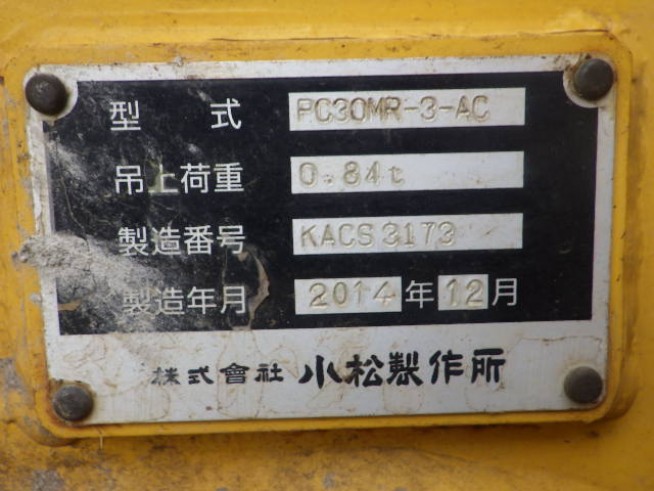 型 式 PC30MR-3-AC
吊上荷重 0.84t
製造番号 KACS3173
製造年月 2014年12月
株式會社 小松製作所